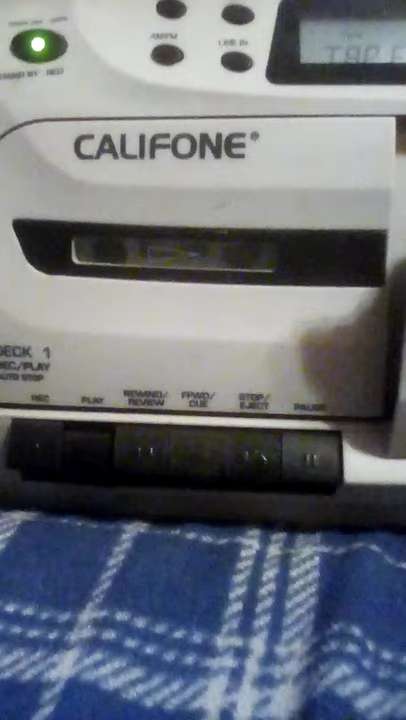 AM/FM
LINE IN
STAND BY
TAPE
CALIFONE®
DECK 1
REC/PLAY
AUTO STOP
REC
PLAY
REWIND/
REVIEW
FFWD/
CUE
STOP/
EJECT
PAUSE